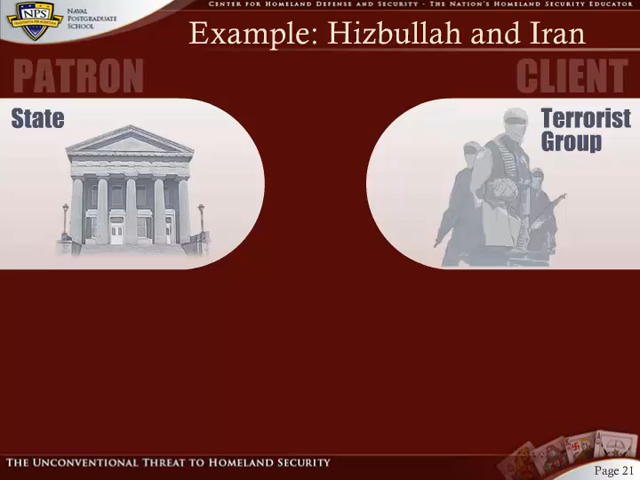 CENTER FOR HOMELAND DEFENSE AND SECURITY - THE NATION'S HOMELAND SECURITY EDUCATOR
NPS
NAVAL
POSTGRADUATE
SCHOOL
Example: Hizbullah and Iran
PATRON
CLIENT
State
Terrorist
Group
THE UNCONVENTIONAL THREAT TO HOMELAND SECURITY
Page 21